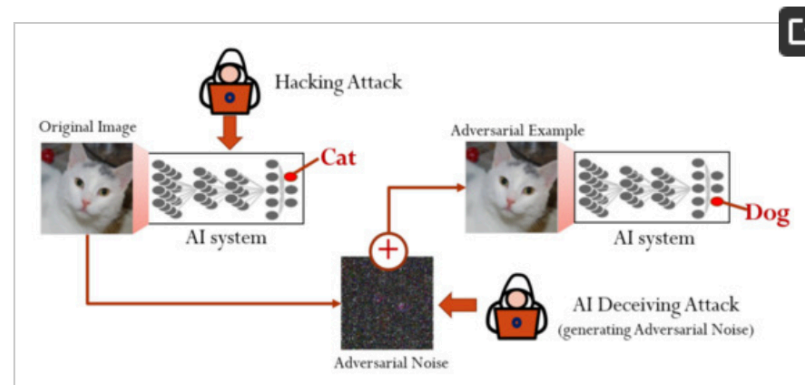 Hacking Attack
Original Image
Cat
AI system
Adversarial Example
Dog
AI system
+
Adversarial Noise
AI Deceiving Attack
(generating Adversarial Noise)